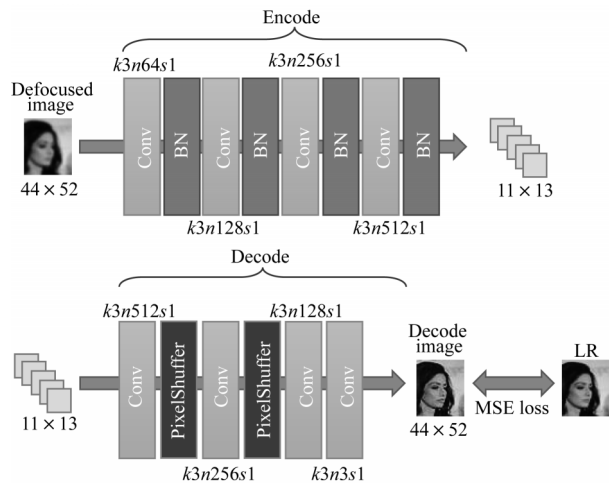 Encode
k3n64s1
k3n256s1
Defocused
image
Conv
BN
Conv
BN
Conv
BN
Conv
BN
44 × 52
11 × 13
k3n128s1
k3n512s1
Decode
k3n512s1
k3n128s1
Conv
PixelShuffer
Conv
PixelShuffer
Conv
Conv
Decode
image
LR
MSE loss
11 × 13
44 × 52
k3n256s1
k3n3s1